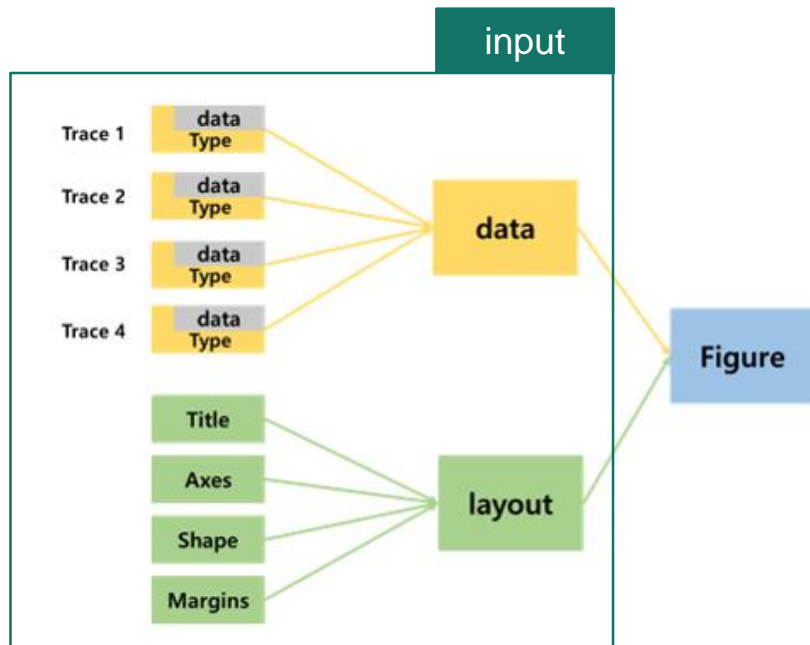 input
Trace 1
data
Type
Trace 2
data
Type
Trace 3
data
Type
Trace 4
data
Type
data
Figure
Title
Axes
Shape
Margins
layout